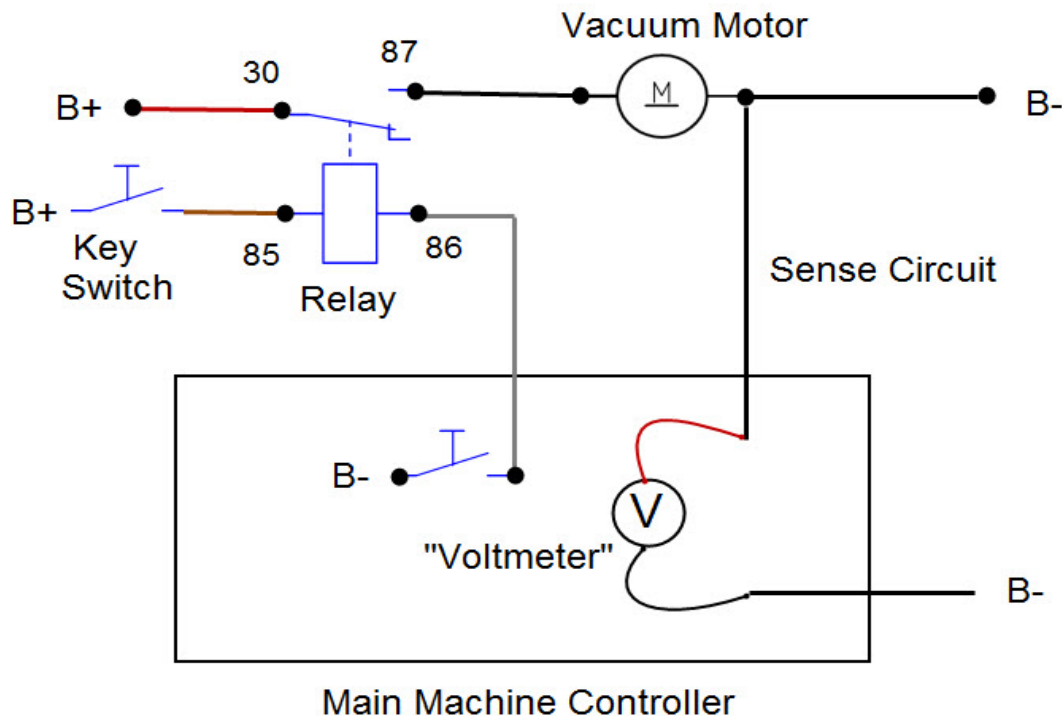 Vacuum Motor
87
30
B+
M
B-
B+
Key
Switch
85
86
Relay
Sense Circuit
B-
V
"Voltmeter"
B-
Main Machine Controller